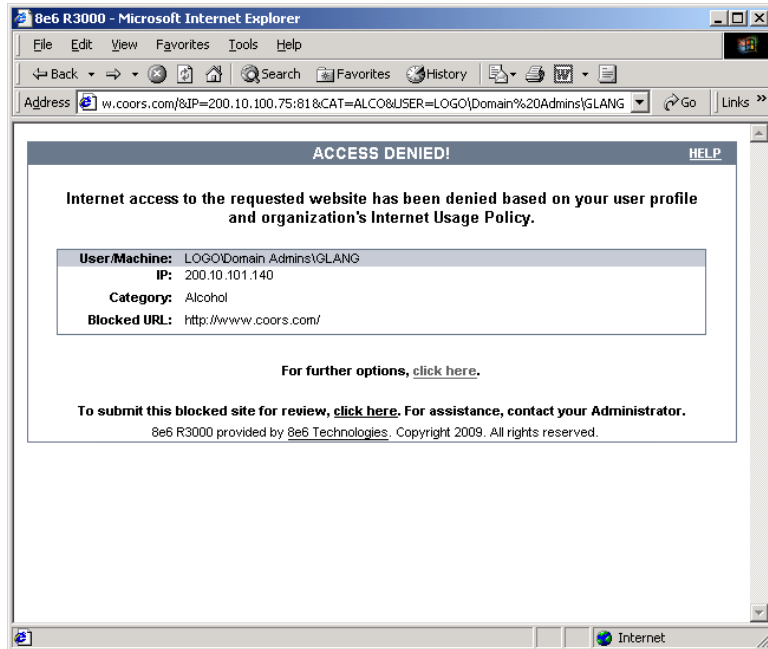 8e6 R3000 - Microsoft Internet Explorer
File Edit View Favorites Tools Help
Back Search Favorites History
Address w.coors.com/&IP=200.10.100.75:81&CAT=ALCO&USER=LOGO\Domain%20Admins\GLANG Go Links »
ACCESS DENIED! HELP
Internet access to the requested website has been denied based on your user profile
and organization's Internet Usage Policy.
User/Machine: LOGO\Domain Admins\GLANG
IP: 200.10.101.140
Category: Alcohol
Blocked URL: http://www.coors.com/
For further options, click here.
To submit this blocked site for review, click here. For assistance, contact your Administrator.
8e6 R3000 provided by 8e6 Technologies. Copyright 2009. All rights reserved.
Internet